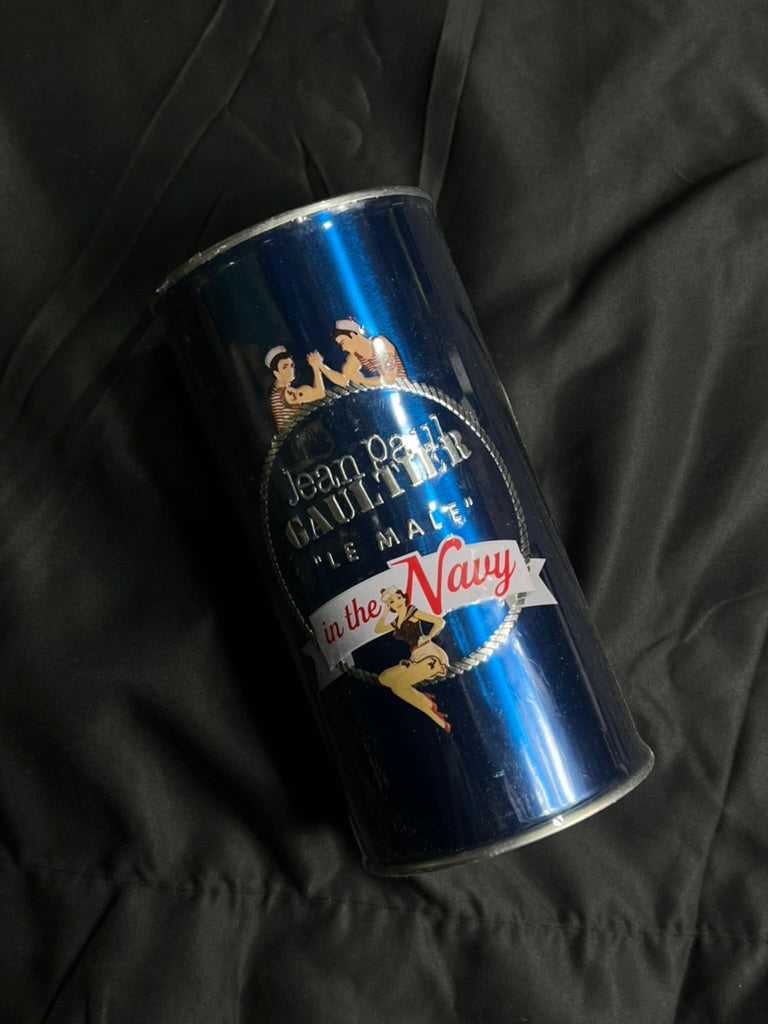 Jean Paul
GAULTIER
"LE MALE"
in the Navy